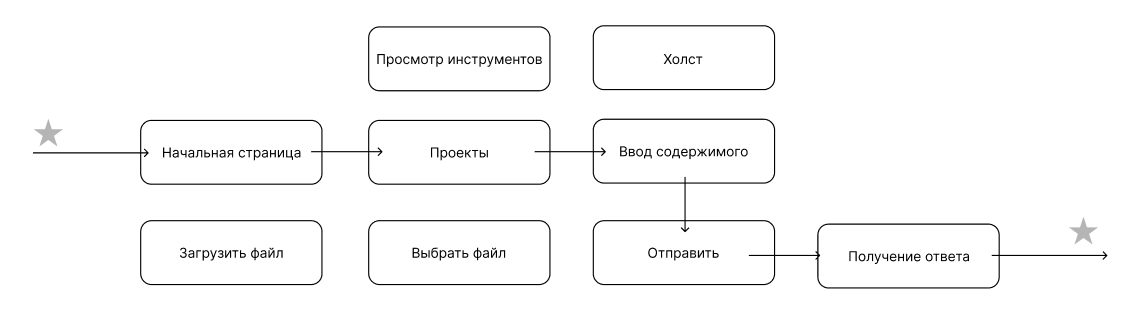 Просмотр инструментов
Холст
Начальная страница
Проекты
Ввод содержимого
Загрузить файл
Выбрать файл
Отправить
Получение ответа